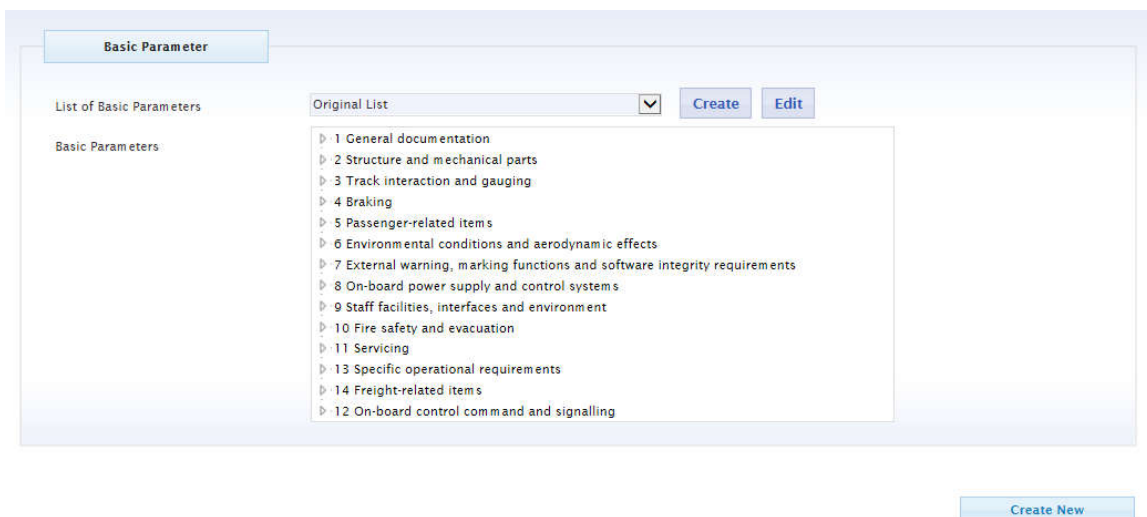 Basic Parameter
List of Basic Parameters
Original List
Create
Edit
Basic Parameters
1 General documentation
2 Structure and mechanical parts
3 Track interaction and gauging
4 Braking
5 Passenger-related items
6 Environmental conditions and aerodynamic effects
7 External warning, marking functions and software integrity requirements
8 On-board power supply and control systems
9 Staff facilities, interfaces and environment
10 Fire safety and evacuation
11 Servicing
13 Specific operational requirements
14 Freight-related items
12 On-board control command and signalling
Create New